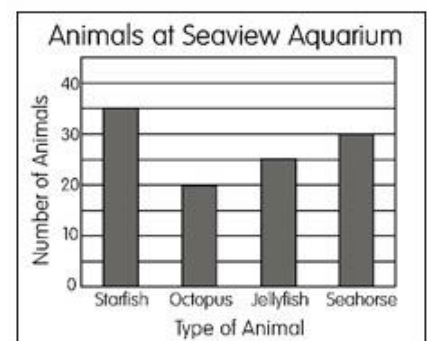 Animals at Seaview Aquarium
Number of Animals
40
30
20
10
0
Starfish Octopus Jellyfish Seahorse
Type of Animal